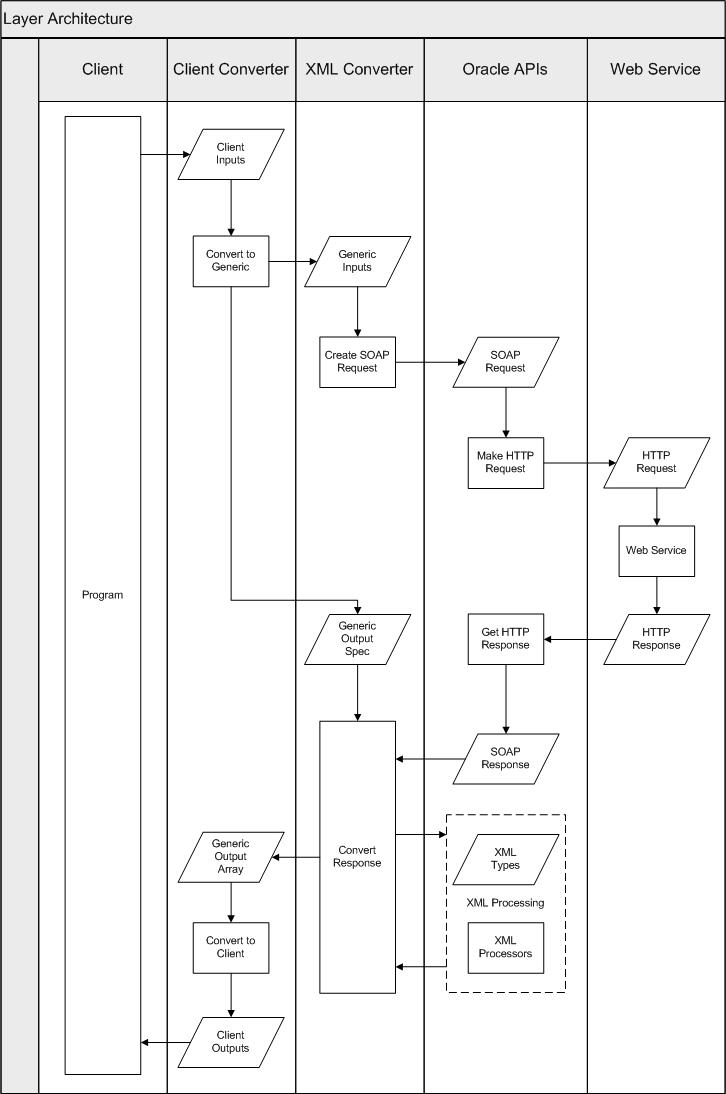 Layer Architecture
Client
Client Converter
XML Converter
Oracle APIs
Web Service
Client
Inputs
Convert to
Generic
Generic
Inputs
Create SOAP
Request
SOAP
Request
Make HTTP
Request
HTTP
Request
Web Service
Program
Generic
Output
Spec
Get HTTP
Response
HTTP
Response
SOAP
Response
Generic
Output
Array
Convert
Response
XML
Types
XML Processing
Convert to
Client
XML
Processors
Client
Outputs